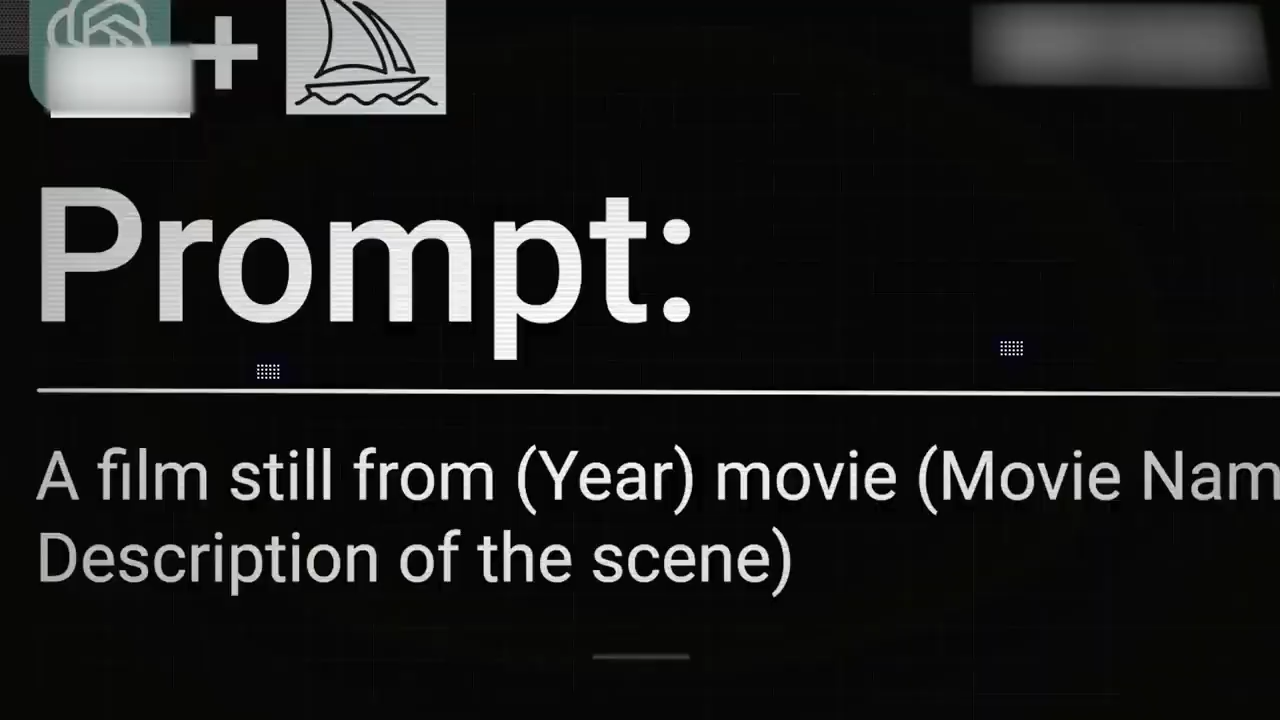 Prompt:
A film still from (Year) movie (Movie Nam
Description of the scene)